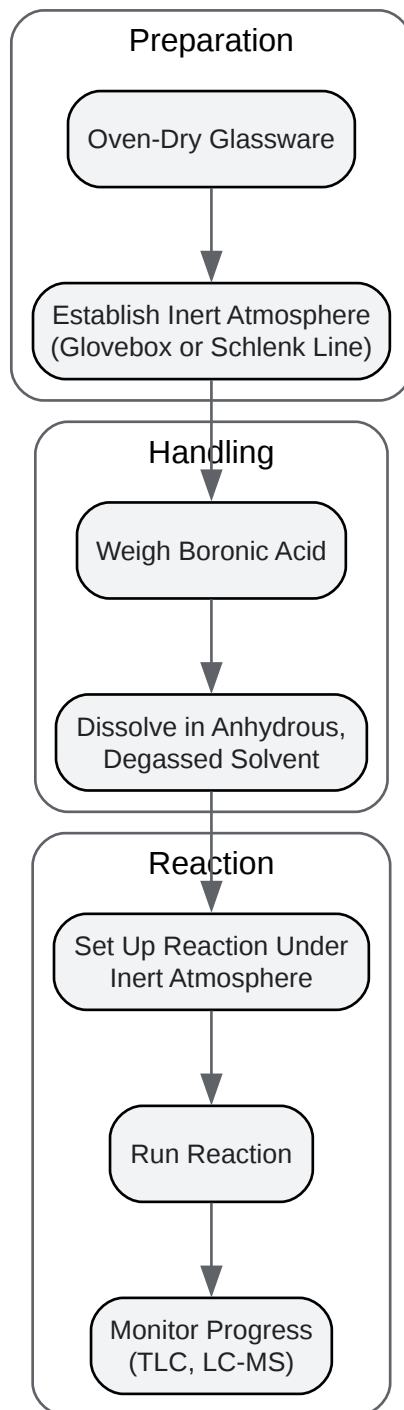 Preparation
Oven-Dry Glassware
Establish Inert Atmosphere
(Glovebox or Schlenk Line)
Handling
Weigh Boronic Acid
Dissolve in Anhydrous,
Degassed Solvent
Reaction
Set Up Reaction Under
Inert Atmosphere
Run Reaction
Monitor Progress
(TLC, LC-MS)